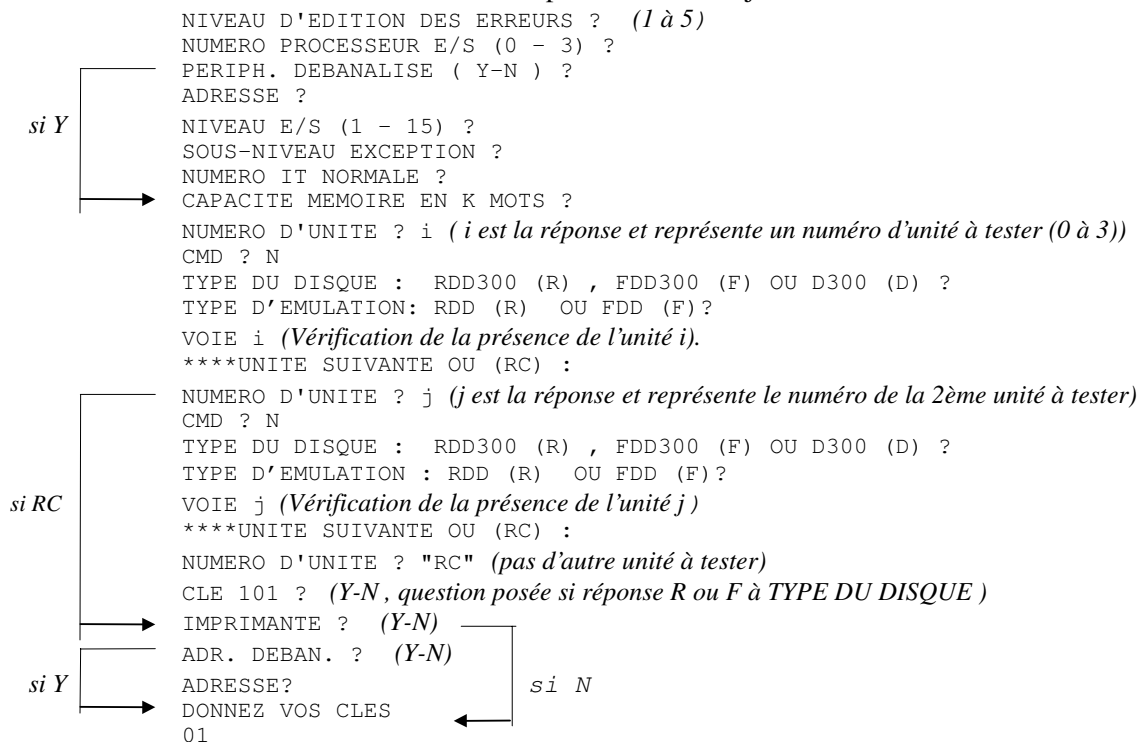 NIVEAU D'EDITION DES ERREURS ? (1 à 5)
NUMERO PROCESSEUR E/S (0 – 3) ?
PERIPH. DEBANALISE ( Y–N ) ?
ADRESSE ?
si Y
NIVEAU E/S (1 – 15) ?
SOUS–NIVEAU EXCEPTION ?
NUMERO IT NORMALE ?
CAPACITE MEMOIRE EN K MOTS ?
NUMERO D'UNITE ? i ( i est la réponse et représente un numéro d'unité à tester (0 à 3))
CMD ? N
TYPE DU DISQUE : RDD300 (R) , FDD300 (F) OU D300 (D) ?
TYPE D’EMULATION: RDD (R) OU FDD (F)?
VOIE i (Vérification de la présence de l'unité i).
****UNITE SUIVANTE OU (RC) :
NUMERO D'UNITE ? j (j est la réponse et représente le numéro de la 2ème unité à tester)
CMD ? N
TYPE DU DISQUE : RDD300 (R) , FDD300 (F) OU D300 (D) ?
TYPE D’EMULATION : RDD (R) OU FDD (F)?
si RC
VOIE j (Vérification de la présence de l'unité j )
****UNITE SUIVANTE OU (RC) :
NUMERO D'UNITE ? "RC" (pas d'autre unité à tester)
CLE 101 ? (Y-N , question posée si réponse R ou F à TYPE DU DISQUE )
IMPRIMANTE ? (Y-N)
ADR. DEBAN. ? (Y-N)
si Y
ADRESSE? si N
DONNEZ VOS CLES
01